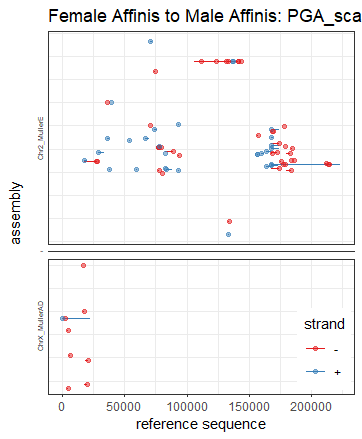 Female Affinis to Male Affinis: PGA_sca
Chr2_MullerE
assembly
-
ChrX_MullerAD
strand
-
+
0
50000
100000
150000
200000
reference sequence